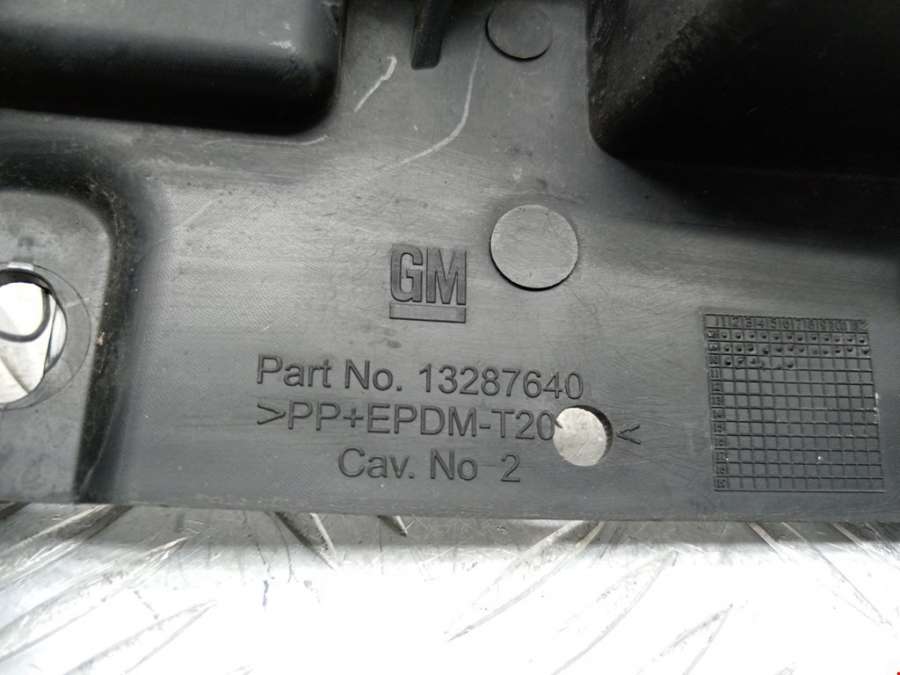 GM
Part No. 13287640
>PP+EPDM-T20 <
Cav. No 2